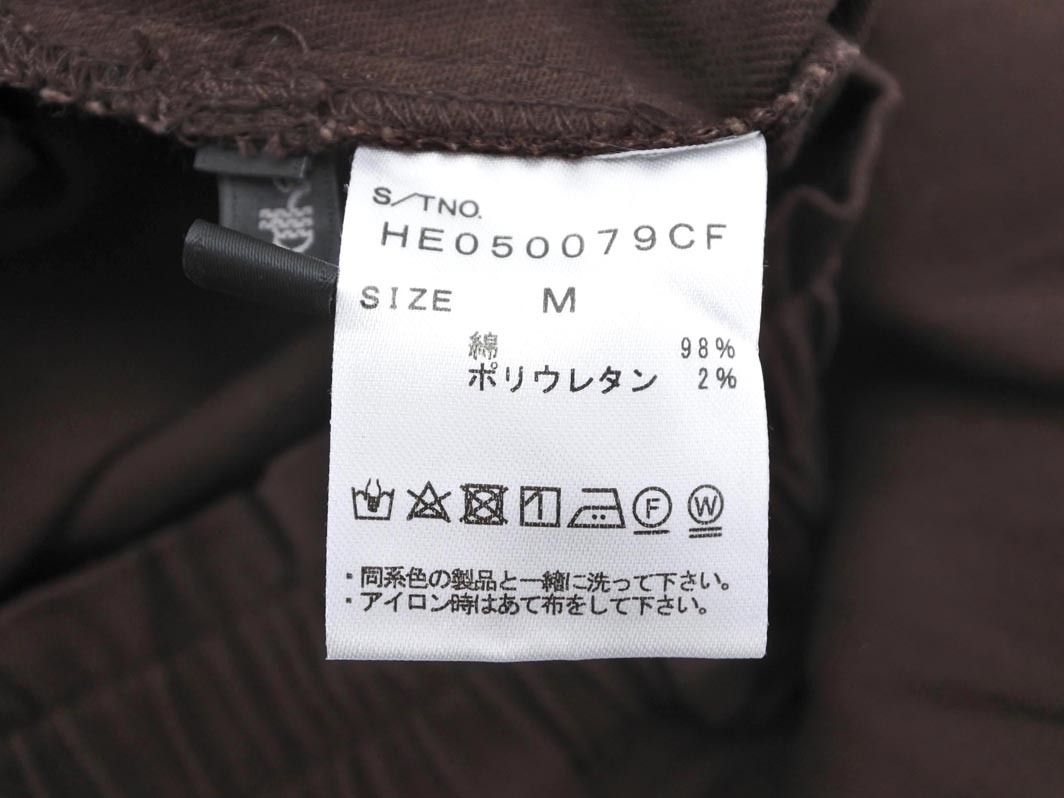 S/TNO.
HE050079CF
SIZE M
綿 98%
ポリウレタン 2%
F W
・同系色の製品と一緒に洗って下さい。
・アイロン時はあて布をして下さい。